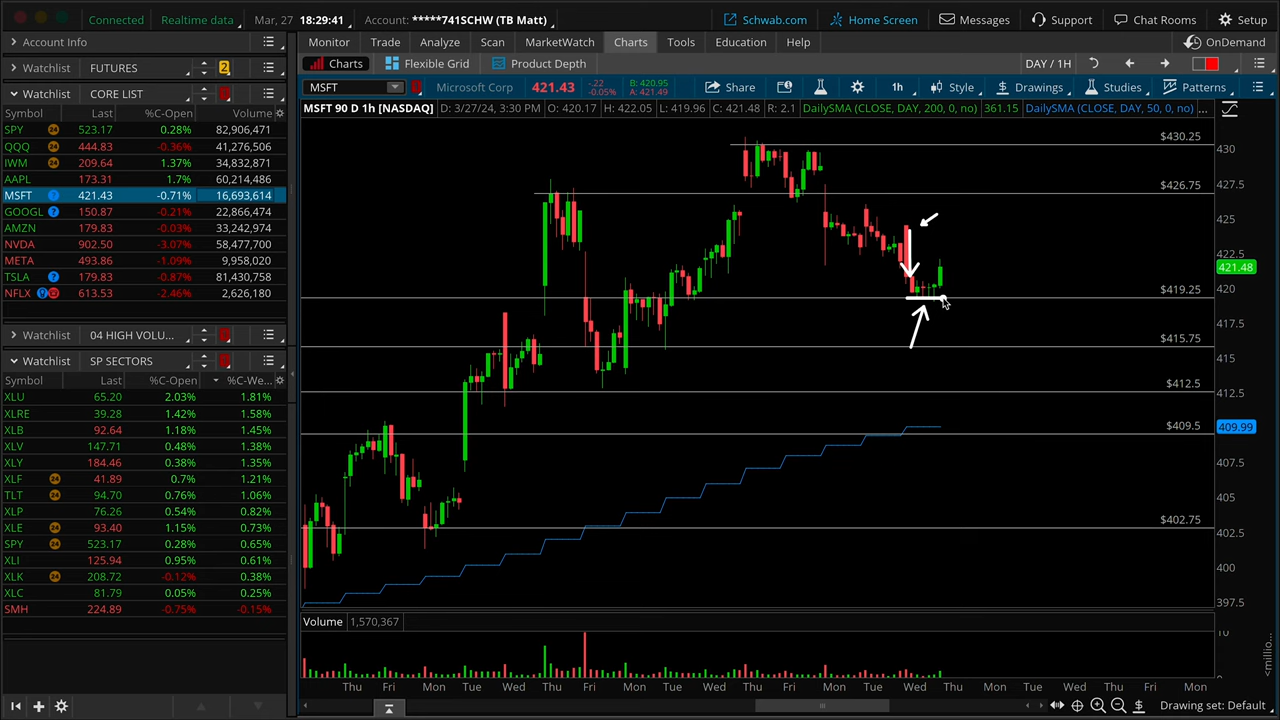 Connected Realtime data Mar, 27 18:29:41 Account: *****741SCHW (TB Matt) Schwab.com Home Screen Messages Support Chat Rooms Setup
Account Info
Monitor Trade Analyze Scan MarketWatch Charts Tools Education Help OnDemand
Watchlist FUTURES 2
Charts Flexible Grid Product Depth DAY / 1H
Watchlist CORE LIST
MSFT Microsoft Corp 421.43 -.22 -0.05% B: 420.95 A: 421.49 Share 1h Style Drawings Studies Patterns
Symbol Last %C-Open Volume
MSFT 90 D 1h [NASDAQ] D: 3/27/24, 3:30 PM O: 420.17 H: 422.05 L: 419.96 C: 421.48 R: 2.1 DailySMA (CLOSE, DAY, 200, 0, no) 361.15 DailySMA (CLOSE, DAY, 50, 0, no) ...
SPY 24 523.17 0.28% 82,906,471
QQQ 24 444.83 -0.36% 41,276,506
IWM 24 209.64 1.37% 34,832,871
AAPL 173.31 1.7% 60,214,486
MSFT ? 421.43 -0.71% 16,693,614
GOOGL ? 150.87 -0.21% 22,866,474
AMZN 179.83 -0.03% 33,242,974
NVDA 902.50 -3.07% 58,477,700
META 493.86 -1.09% 9,958,020
TSLA ? 179.83 -0.87% 81,430,758
NFLX 613.53 -2.46% 2,626,180
Watchlist 04 HIGH VOLU...
Watchlist SP SECTORS
Symbol Last %C-Open %C-We...
XLU 65.20 2.03% 1.81%
XLRE 39.28 1.42% 1.58%
XLB 92.64 1.18% 1.45%
XLV 147.71 0.48% 1.38%
XLY 184.46 0.38% 1.35%
XLF 24 41.89 0.7% 1.21%
TLT 24 94.70 0.76% 1.06%
XLP 76.26 0.54% 0.82%
XLE 24 93.40 1.15% 0.73%
SPY 24 523.17 0.28% 0.65%
XLI 125.94 0.95% 0.61%
XLK 24 208.72 -0.12% 0.38%
XLC 81.79 0.05% 0.25%
SMH 224.89 -0.75% -0.15%
$430.25
430
427.5
$426.75
425
422.5
421.48
420
$419.25
417.5
$415.75
415
412.5
$412.5
409.99
$409.5
407.5
405
402.5
$402.75
400
397.5
Volume 1,570,367
10
<millio...
Thu Fri Mon Tue Wed Thu Fri Mon Tue Wed Thu Fri Mon Tue Wed Thu Mon Tue Wed Thu Mon
Drawing set: Default